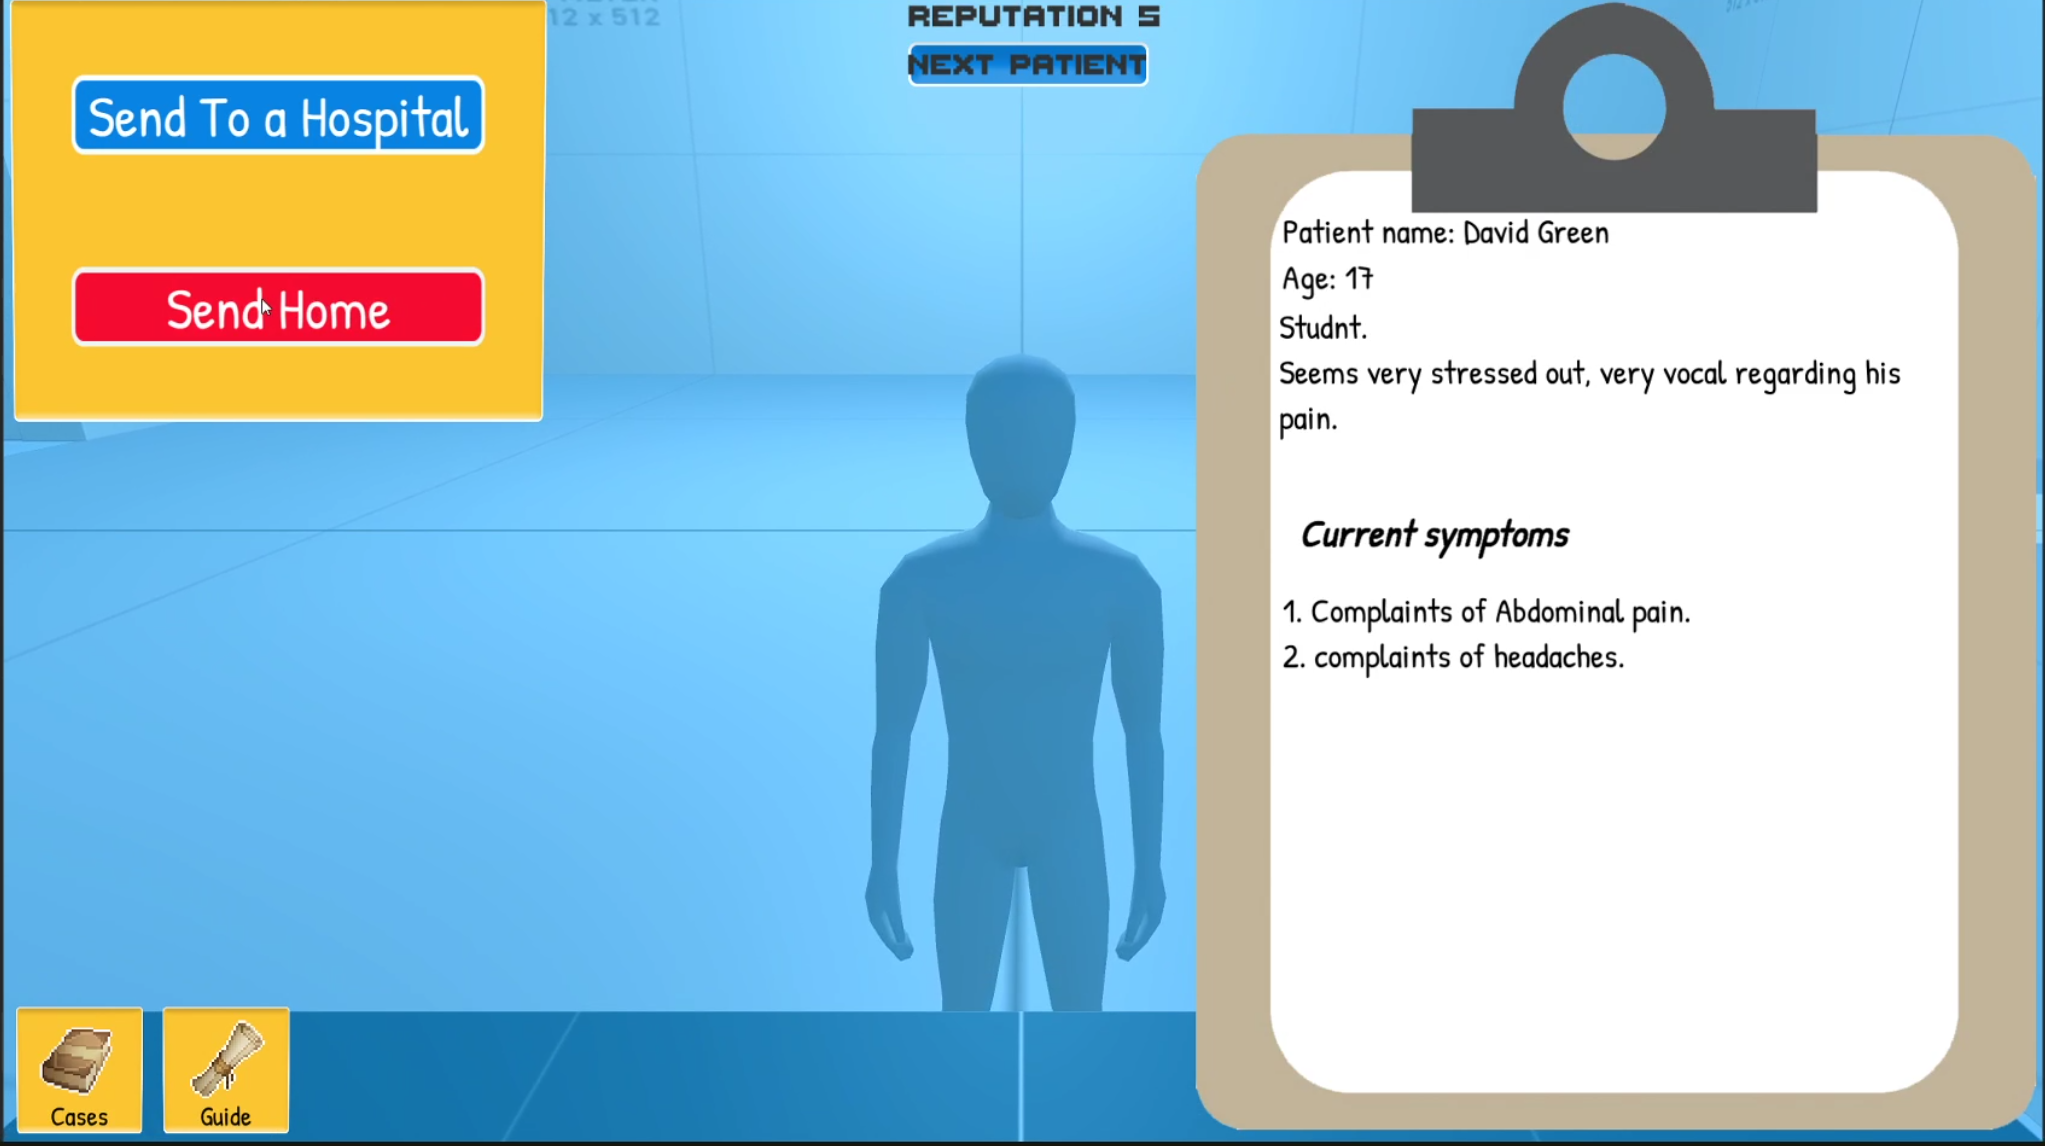 12 x 512
REPUTATION 5
NEXT PATIENT
Send To a Hospital
Send Home
Patient name: David Green
Age: 17
Studnt.
Seems very stressed out, very vocal regarding his
pain.
Current symptoms
1. Complaints of Abdominal pain.
2. complaints of headaches.
Cases
Guide